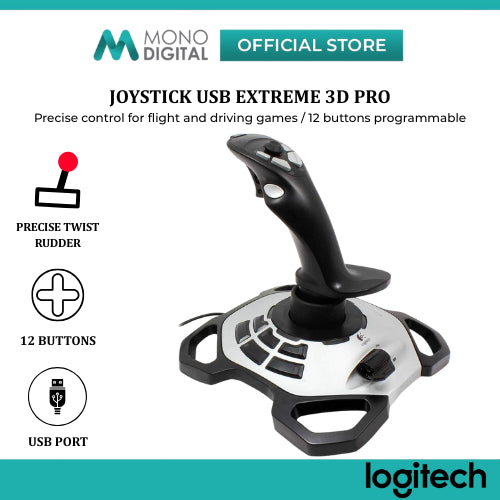 MONO
DIGITAL
OFFICIAL STORE
JOYSTICK USB EXTREME 3D PRO
Precise control for flight and driving games / 12 buttons programmable
PRECISE TWIST
RUDDER
12 BUTTONS
USB PORT
logitech